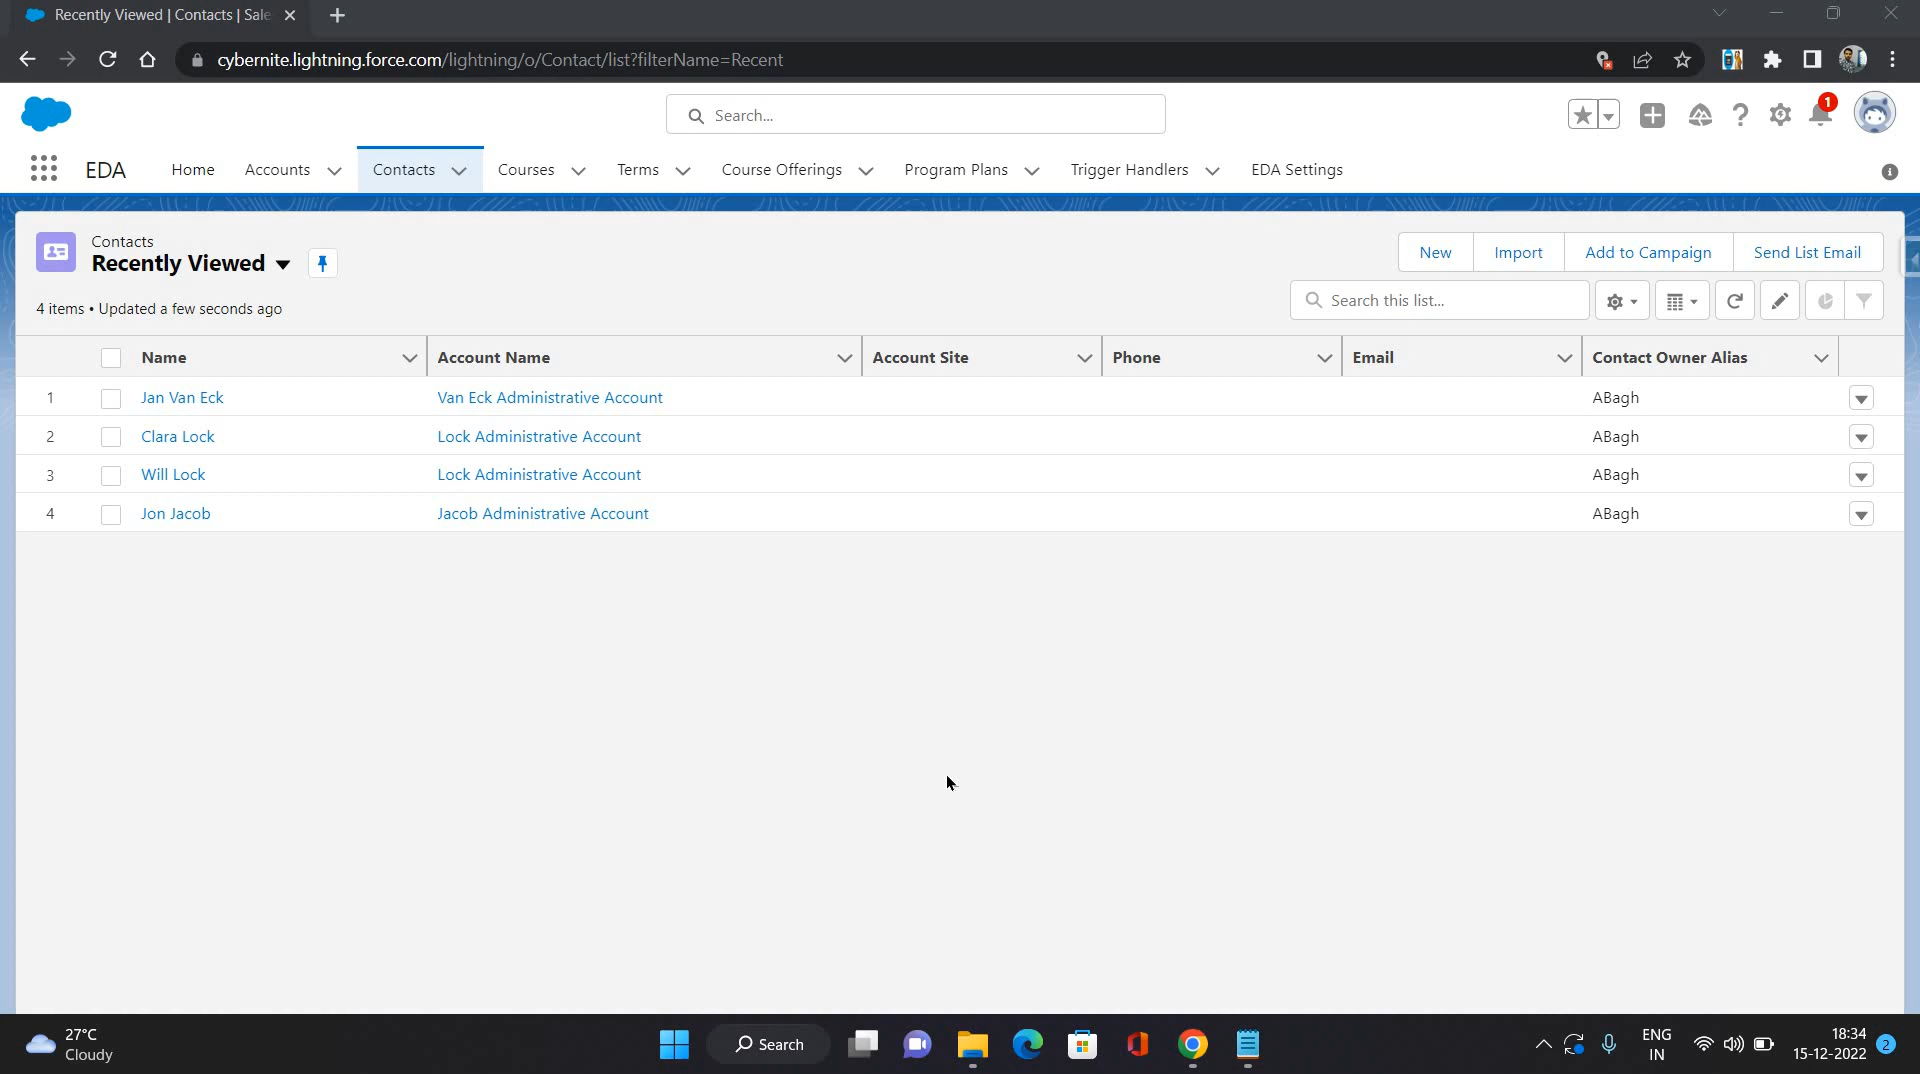 Recently Viewed | Contacts | Sale
cybernite.lightning.force.com/lightning/o/Contact/list?filterName=Recent
Search...
1
EDA Home Accounts Contacts Courses Terms Course Offerings Program Plans Trigger Handlers EDA Settings
Contacts
Recently Viewed
New Import Add to Campaign Send List Email
4 items • Updated a few seconds ago
Search this list...
Name Account Name Account Site Phone Email Contact Owner Alias
1 Jan Van Eck Van Eck Administrative Account ABagh
2 Clara Lock Lock Administrative Account ABagh
3 Will Lock Lock Administrative Account ABagh
4 Jon Jacob Jacob Administrative Account ABagh
27°C
Cloudy
Search
ENG
IN
18:34
15-12-2022
2